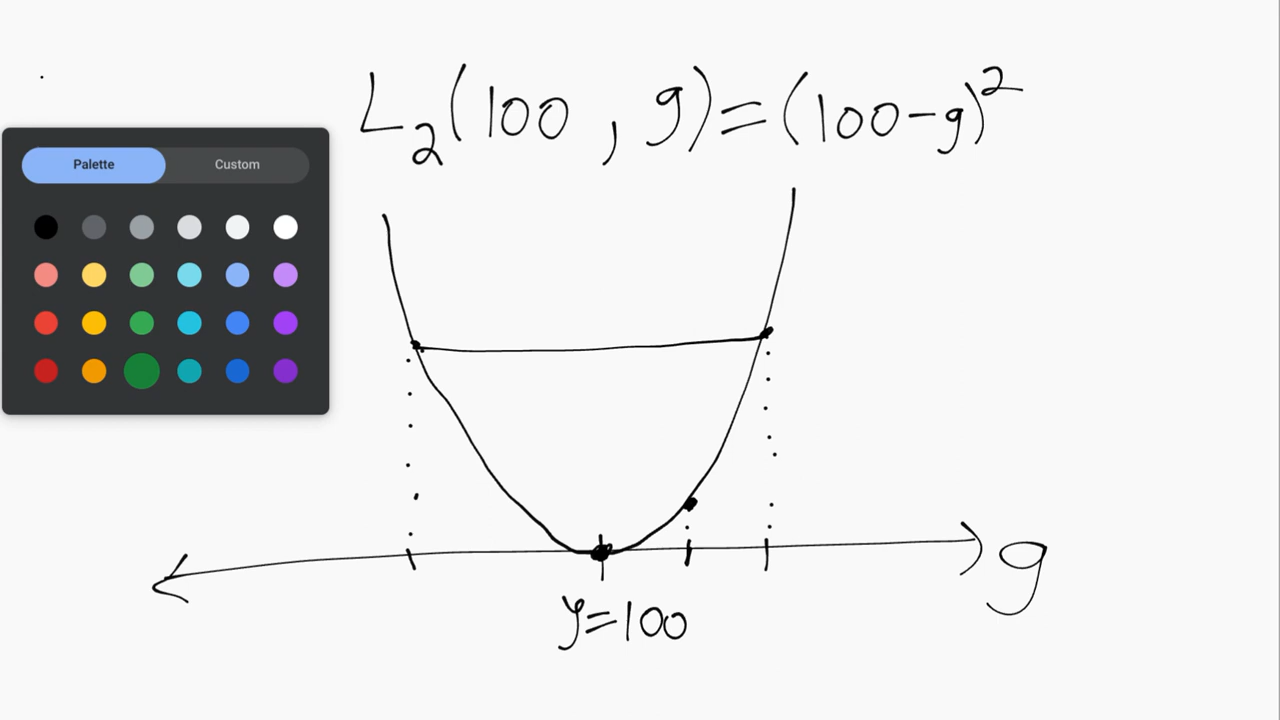 L₂(100 , g)=(100-g)²
Palette Custom
g
y=100